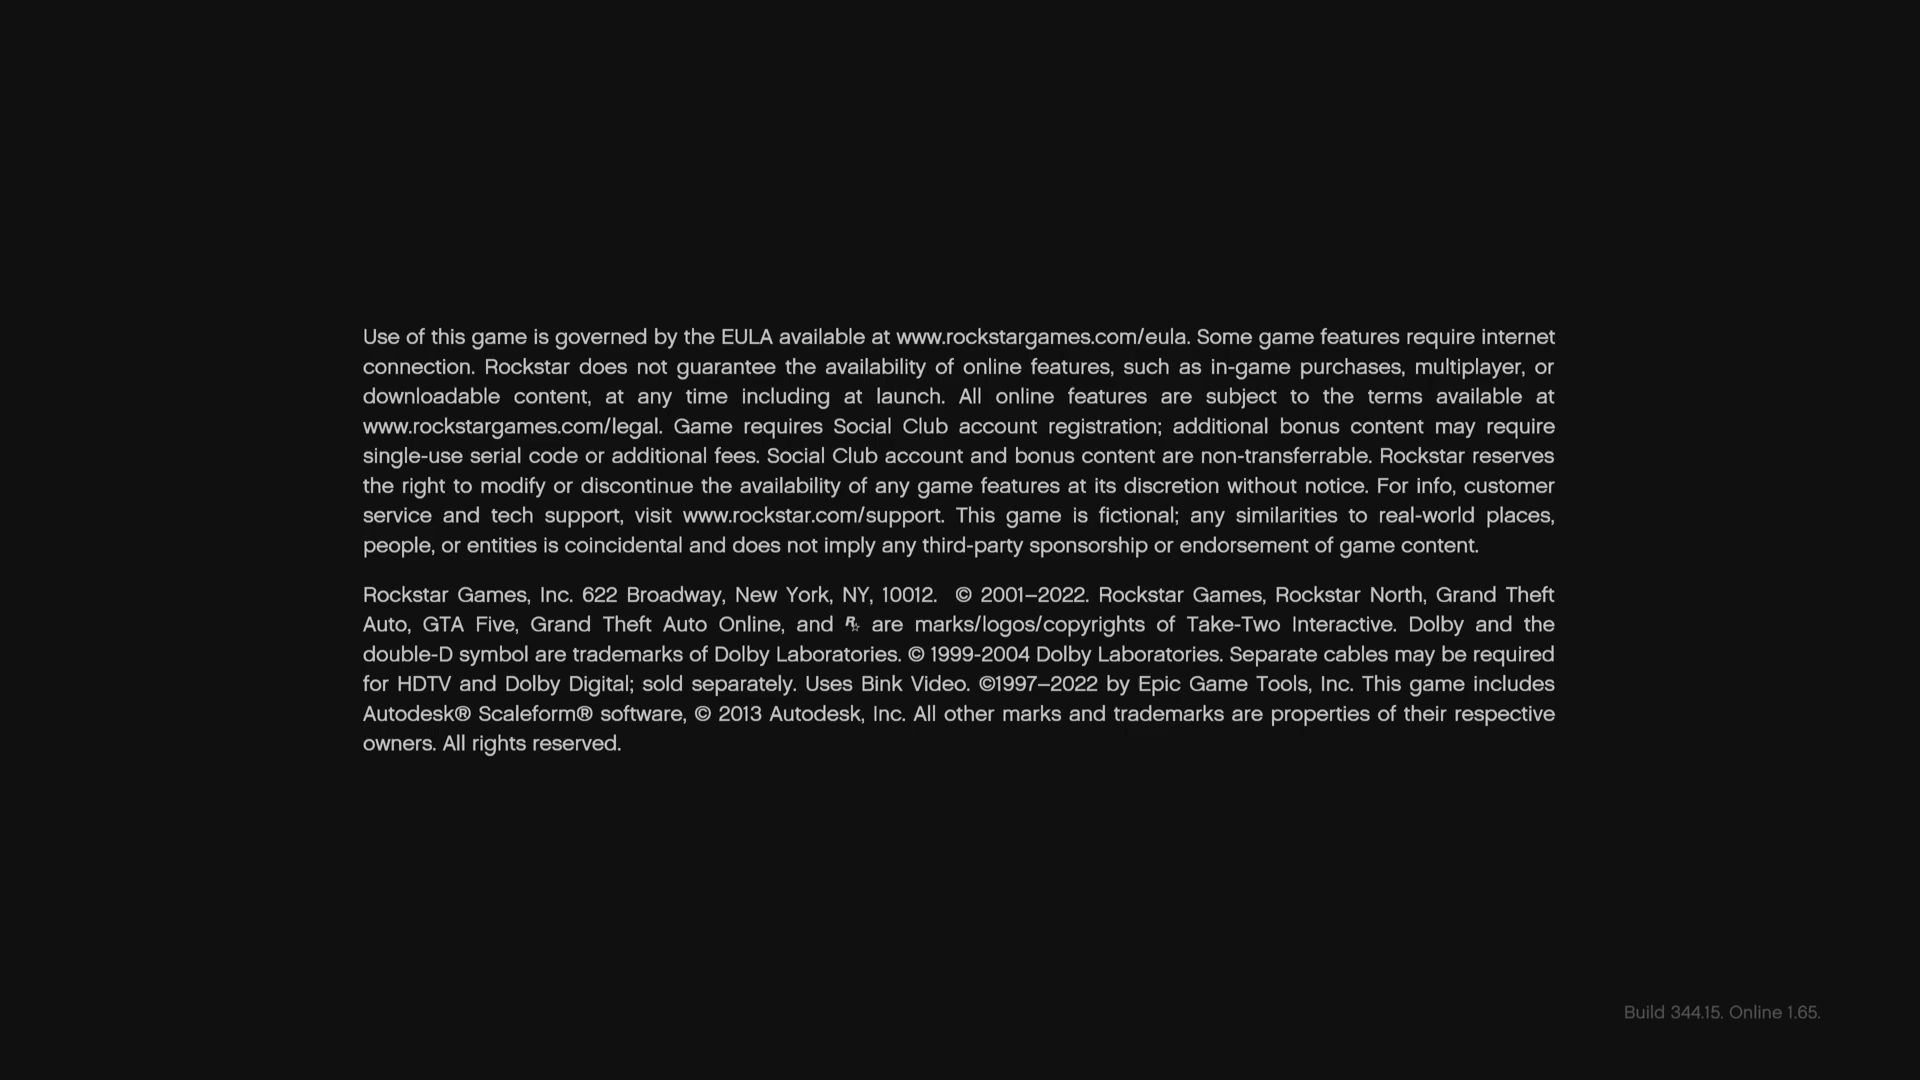 Use of this game is governed by the EULA available at www.rockstargames.com/eula. Some game features require internet
connection. Rockstar does not guarantee the availability of online features, such as in-game purchases, multiplayer, or
downloadable content, at any time including at launch. All online features are subject to the terms available at
www.rockstargames.com/legal. Game requires Social Club account registration; additional bonus content may require
single-use serial code or additional fees. Social Club account and bonus content are non-transferrable. Rockstar reserves
the right to modify or discontinue the availability of any game features at its discretion without notice. For info, customer
service and tech support, visit www.rockstar.com/support. This game is fictional; any similarities to real-world places,
people, or entities is coincidental and does not imply any third-party sponsorship or endorsement of game content.
Rockstar Games, Inc. 622 Broadway, New York, NY, 10012. © 2001–2022. Rockstar Games, Rockstar North, Grand Theft
Auto, GTA Five, Grand Theft Auto Online, and R☆ are marks/logos/copyrights of Take-Two Interactive. Dolby and the
double-D symbol are trademarks of Dolby Laboratories. © 1999-2004 Dolby Laboratories. Separate cables may be required
for HDTV and Dolby Digital; sold separately. Uses Bink Video. ©1997–2022 by Epic Game Tools, Inc. This game includes
Autodesk® Scaleform® software, © 2013 Autodesk, Inc. All other marks and trademarks are properties of their respective
owners. All rights reserved.
Build 344.15. Online 1.65.